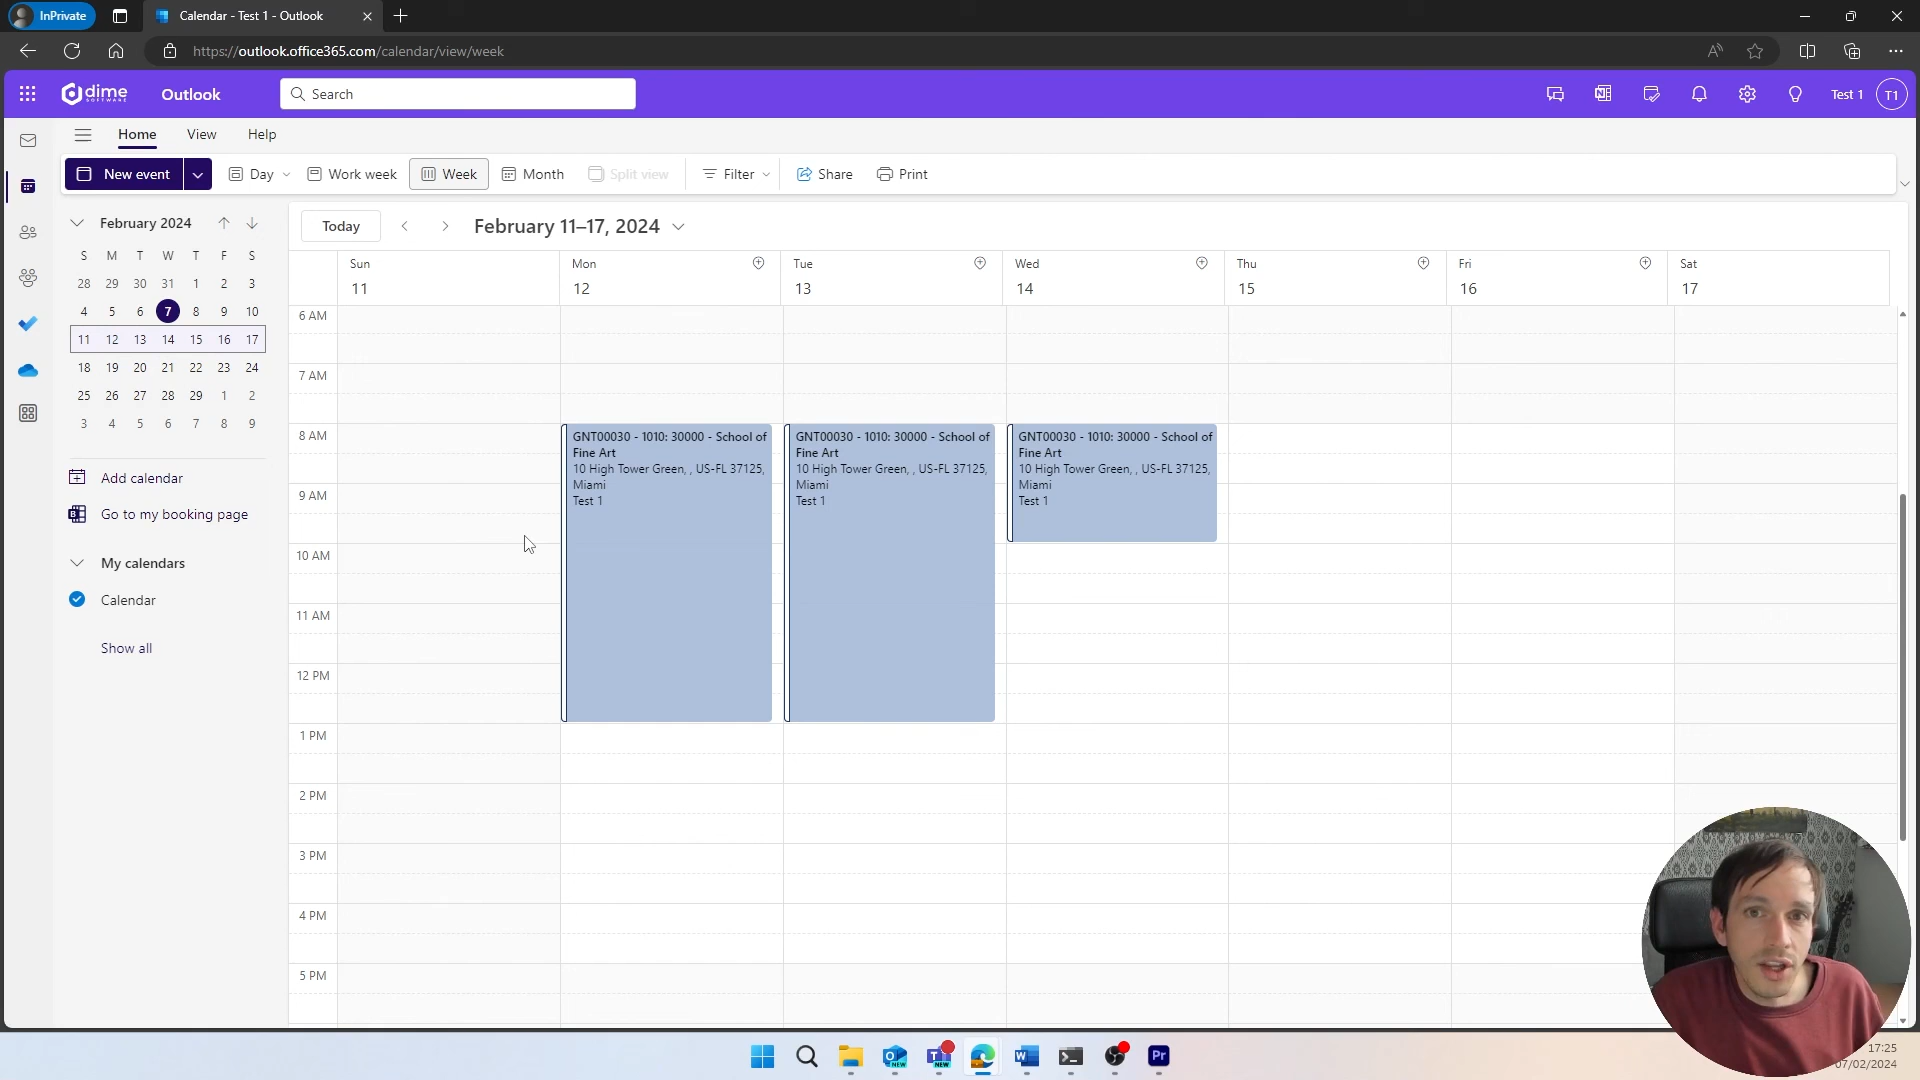 InPrivate
Calendar - Test 1 - Outlook
https://outlook.office365.com/calendar/view/week
dime
SOFTWARE
Outlook
Search
Test 1
T1
Home View Help
New event
Day
Work week
Week
Month
Split view
Filter
Share
Print
February 2024
S M T W T F S
28 29 30 31 1 2 3
4 5 6 7 8 9 10
11 12 13 14 15 16 17
18 19 20 21 22 23 24
25 26 27 28 29 1 2
3 4 5 6 7 8 9
Add calendar
Go to my booking page
My calendars
Calendar
Show all
Today
February 11–17, 2024
Sun Mon Tue Wed Thu Fri Sat
11 12 13 14 15 16 17
6 AM
7 AM
8 AM
9 AM
10 AM
11 AM
12 PM
1 PM
2 PM
3 PM
4 PM
5 PM
GNT00030 - 1010: 30000 - School of
Fine Art
10 High Tower Green, , US-FL 37125,
Miami
Test 1
GNT00030 - 1010: 30000 - School of
Fine Art
10 High Tower Green, , US-FL 37125,
Miami
Test 1
GNT00030 - 1010: 30000 - School of
Fine Art
10 High Tower Green, , US-FL 37125,
Miami
Test 1
NEW
NEW
Pr
17:25
07/02/2024